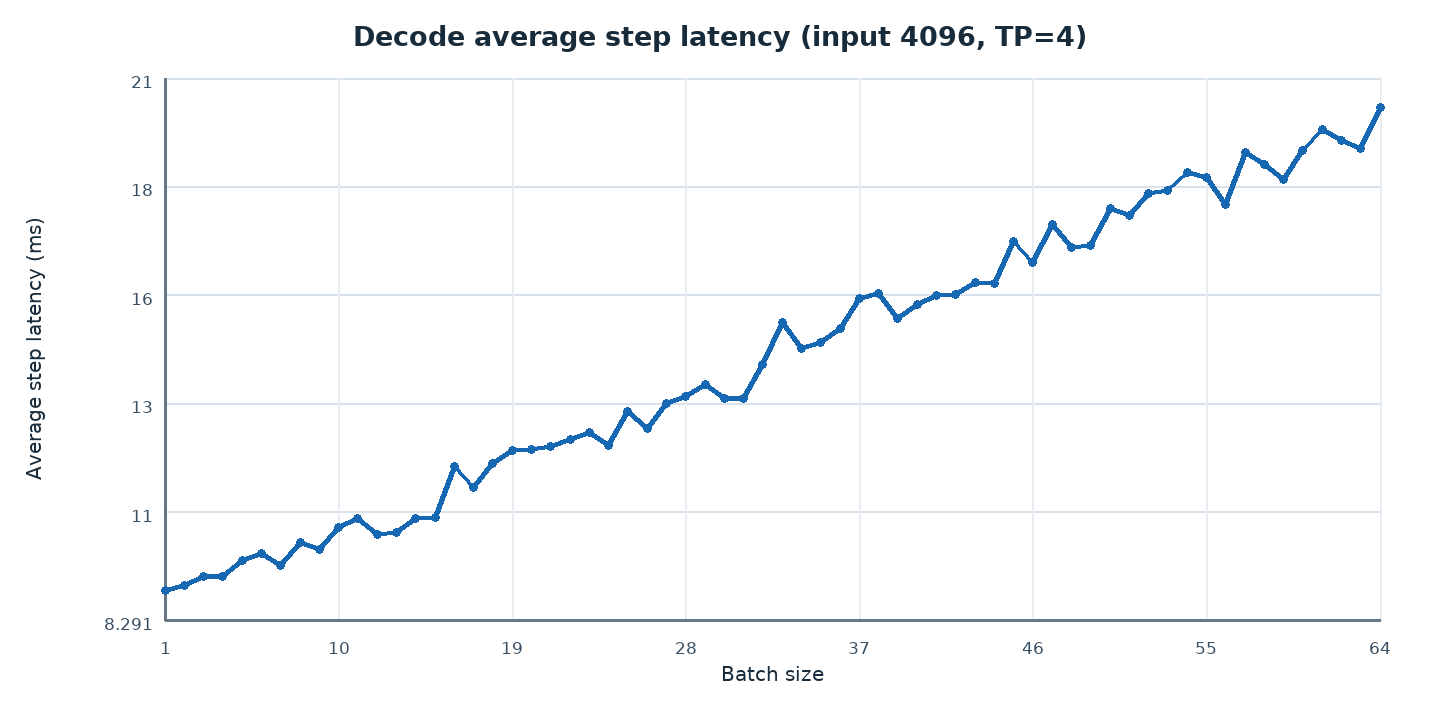 Decode average step latency (input 4096, TP=4)
21
18
16
13
11
8.291
Average step latency (ms)
1 10 19 28 37 46 55 64
Batch size